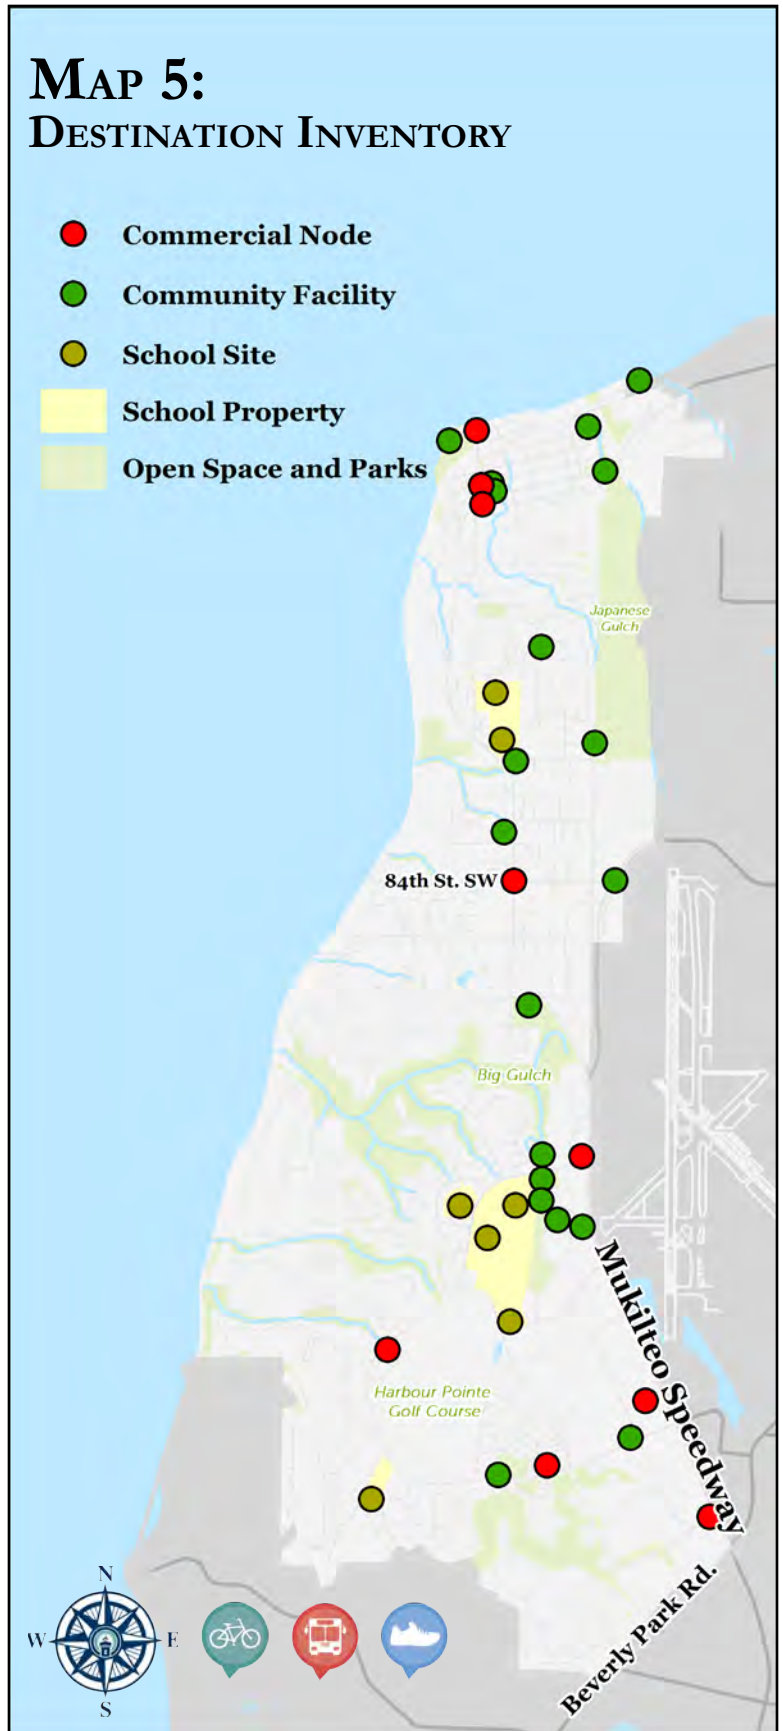 MAP 5:
DESTINATION INVENTORY
Commercial Node
Community Facility
School Site
School Property
Open Space and Parks
Japanese
Gulch
84th St. SW
Big Gulch
Mukilteo Speedway
Harbour Pointe
Golf Course
Beverly Park Rd.
N
W
E
S